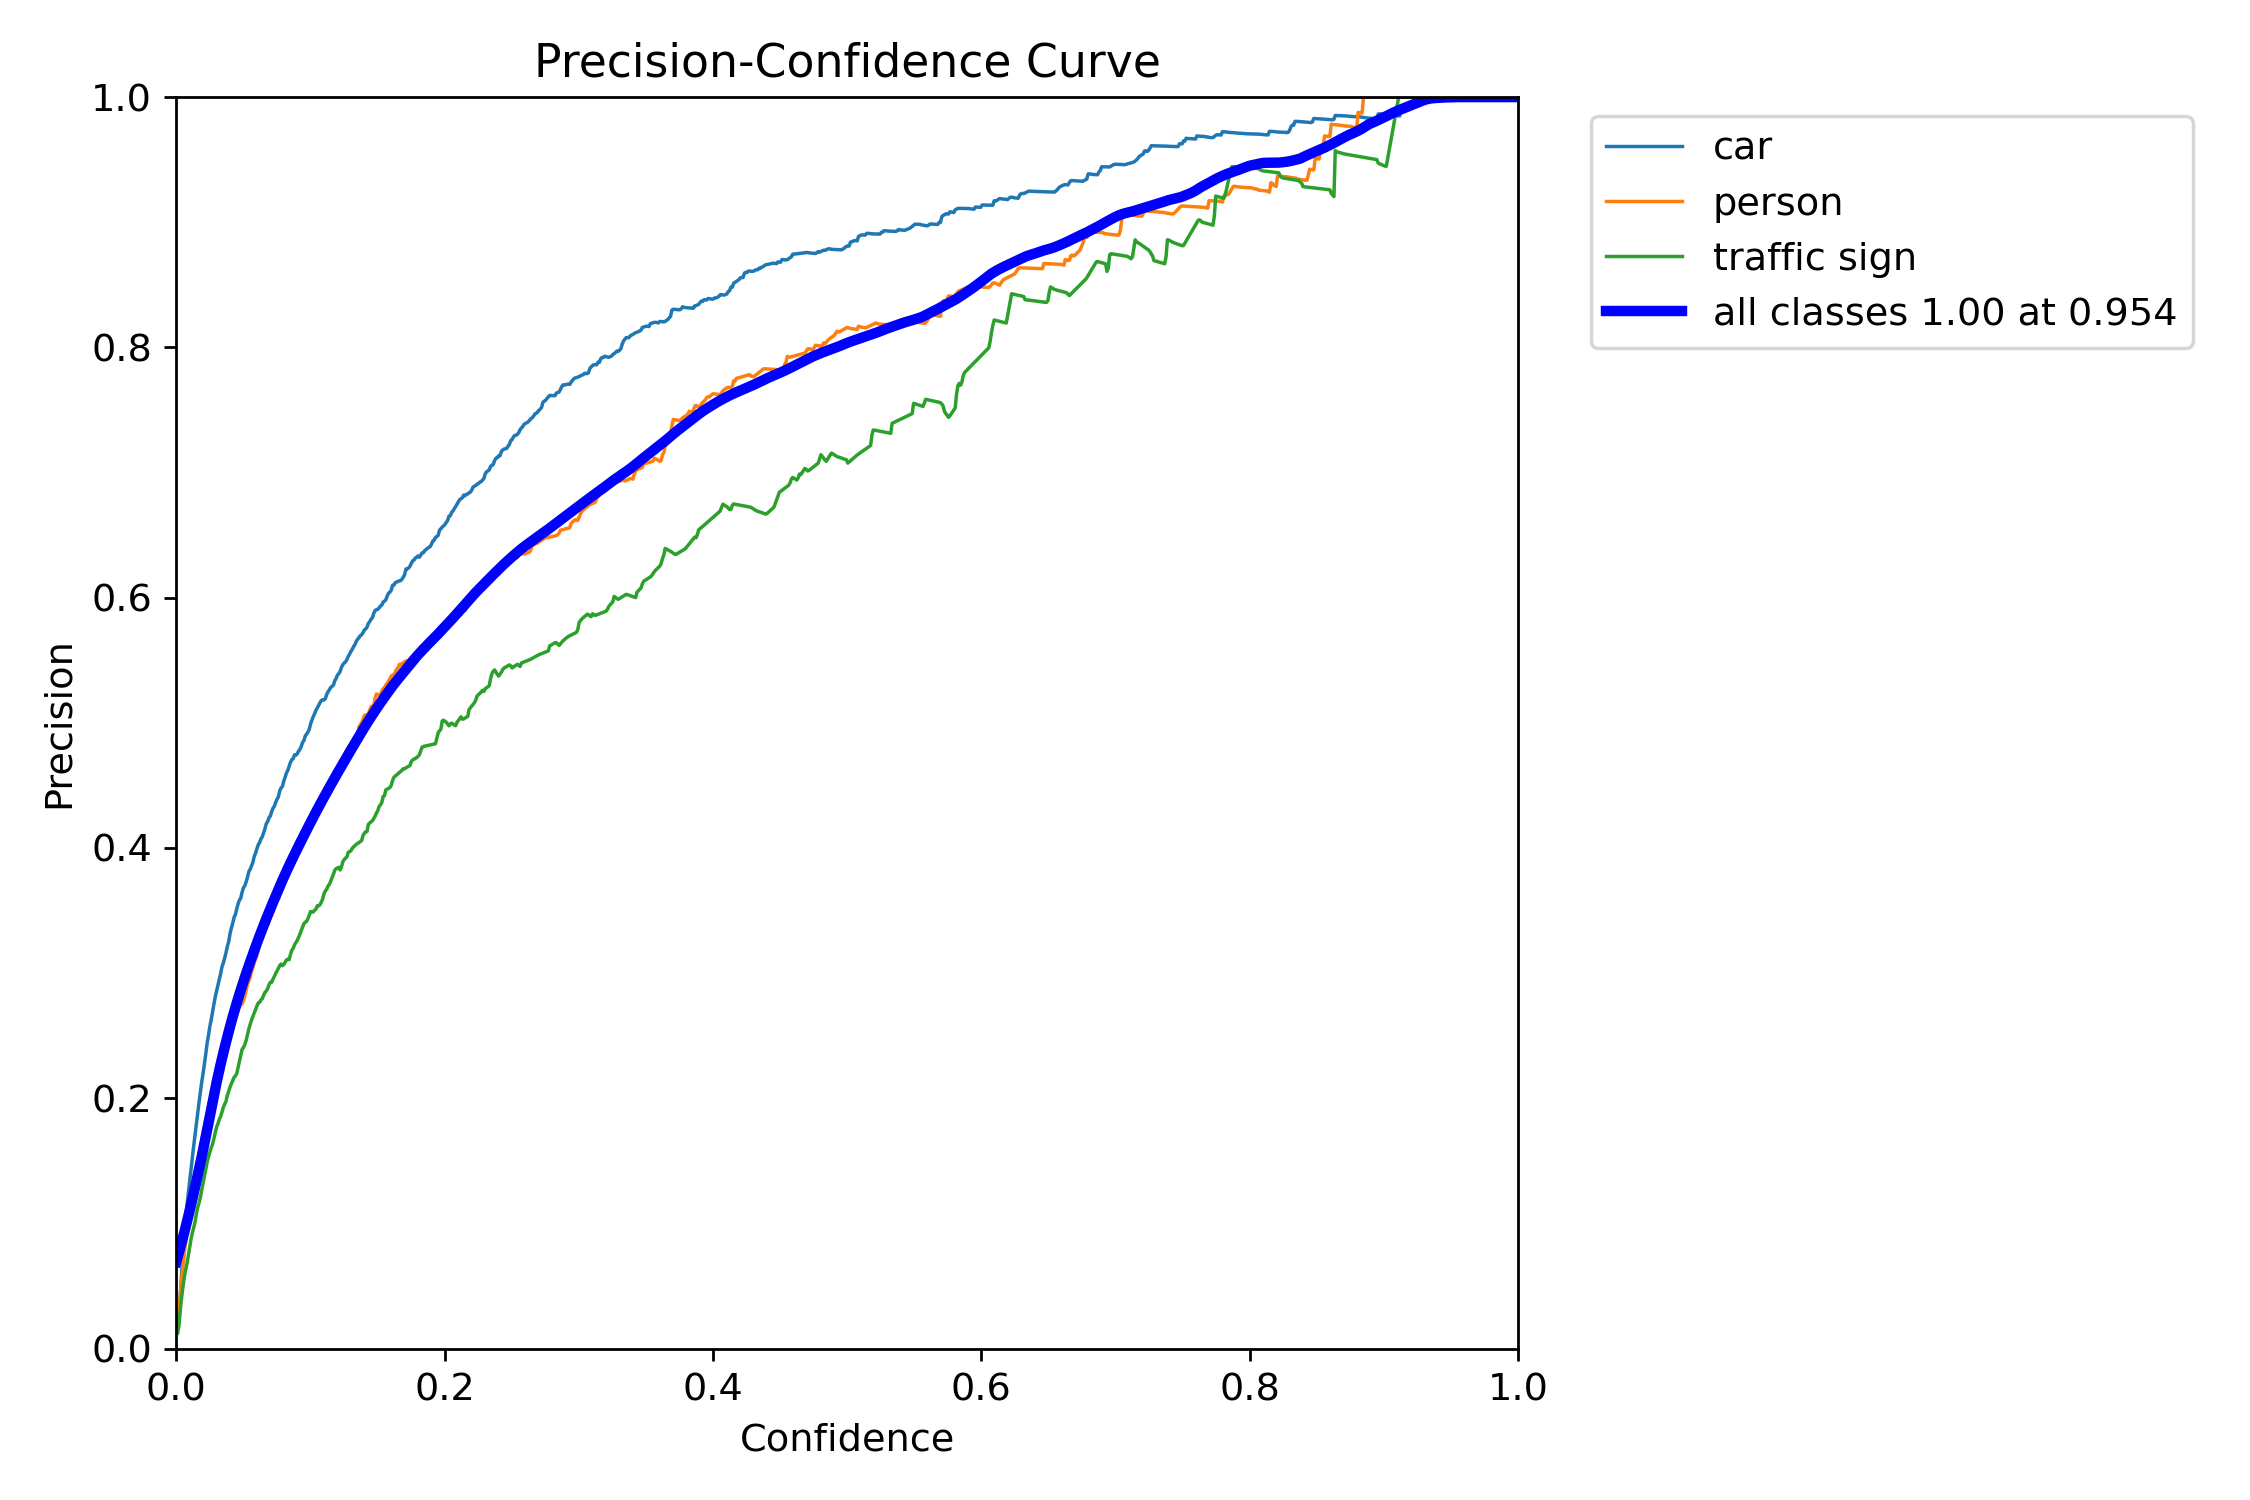 Precision-Confidence Curve
1.0
0.8
0.6
0.4
0.2
0.0
Precision
0.0 0.2 0.4 0.6 0.8 1.0
Confidence
car
person
traffic sign
all classes 1.00 at 0.954